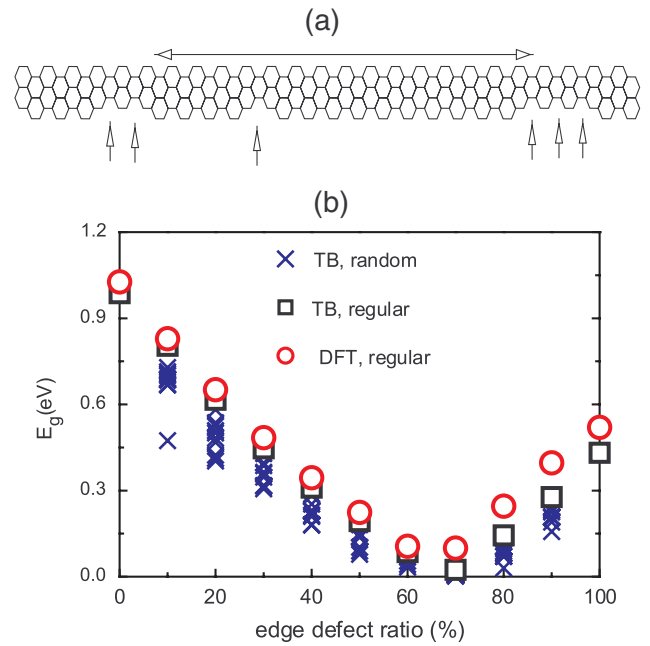 (a)
(b)
1.2
0.9
0.6
0.3
0.0
E_g(eV)
TB, random
TB, regular
DFT, regular
0 20 40 60 80 100
edge defect ratio (%)